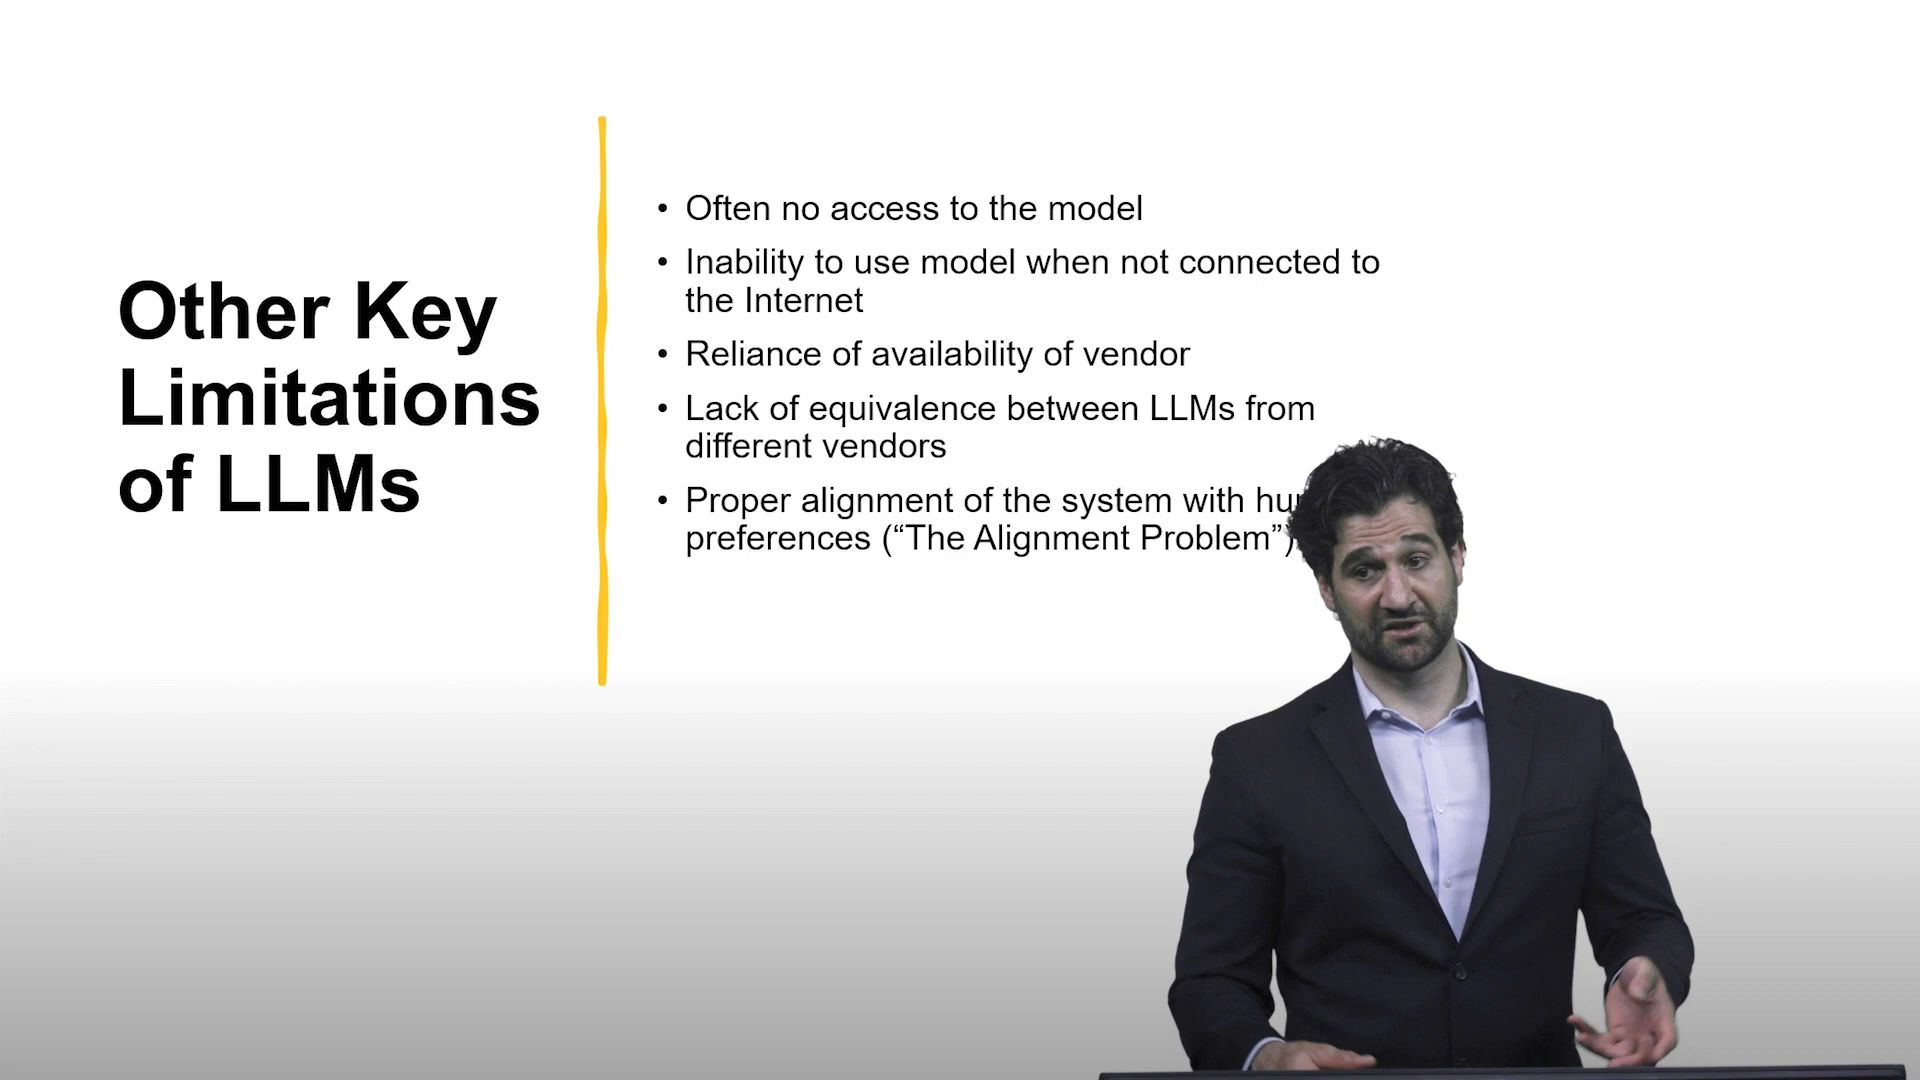 Other Key
Limitations
of LLMs
• Often no access to the model
• Inability to use model when not connected to
the Internet
• Reliance of availability of vendor
• Lack of equivalence between LLMs from
different vendors
• Proper alignment of the system with
preferences (“The Alignment Problem”)